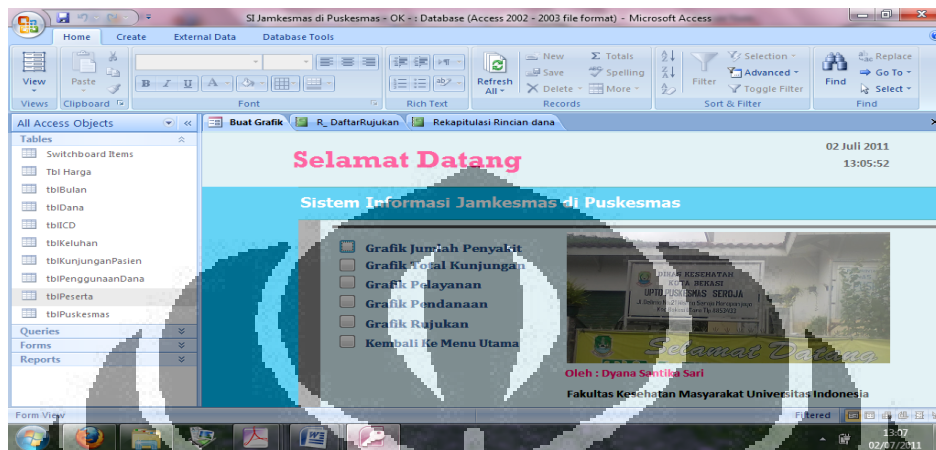 SI Jamkesmas di Puskesmas - OK - : Database (Access 2002 - 2003 file format) - Microsoft Access
Home Create External Data Database Tools
View
Paste
B I U
A
Refresh All
New
Save
Delete
Totals
Spelling
More
Filter
Selection
Advanced
Toggle Filter
Find
Replace
Go To
Select
Views Clipboard Font Rich Text Records Sort & Filter Find
All Access Objects
Buat Grafik R_DaftarRujukan Rekapitulasi Rincian dana
Tables
Switchboard Items
Tbl Harga
tblBulan
tblDana
tblICD
tblKeluhan
tblKunjunganPasien
tblPenggunaanDana
tblPeserta
tblPuskesmas
Queries
Forms
Reports
Selamat Datang
02 Juli 2011
13:05:52
Sistem Informasi Jamkesmas di Puskesmas
Grafik Jumlah Penyakit
Grafik Total Kunjungan
Grafik Pelayanan
Grafik Pendanaan
Grafik Rujukan
Kembali Ke Menu Utama
DINAS KESEHATAN
KOTA BEKASI
UPTD PUSKESMAS SEROJA
Selamat Datang
Oleh : Dyana Santika Sari
Fakultas Kesehatan Masyarakat Universitas Indonesia
Form View
Filtered
13:07
02/07/2011